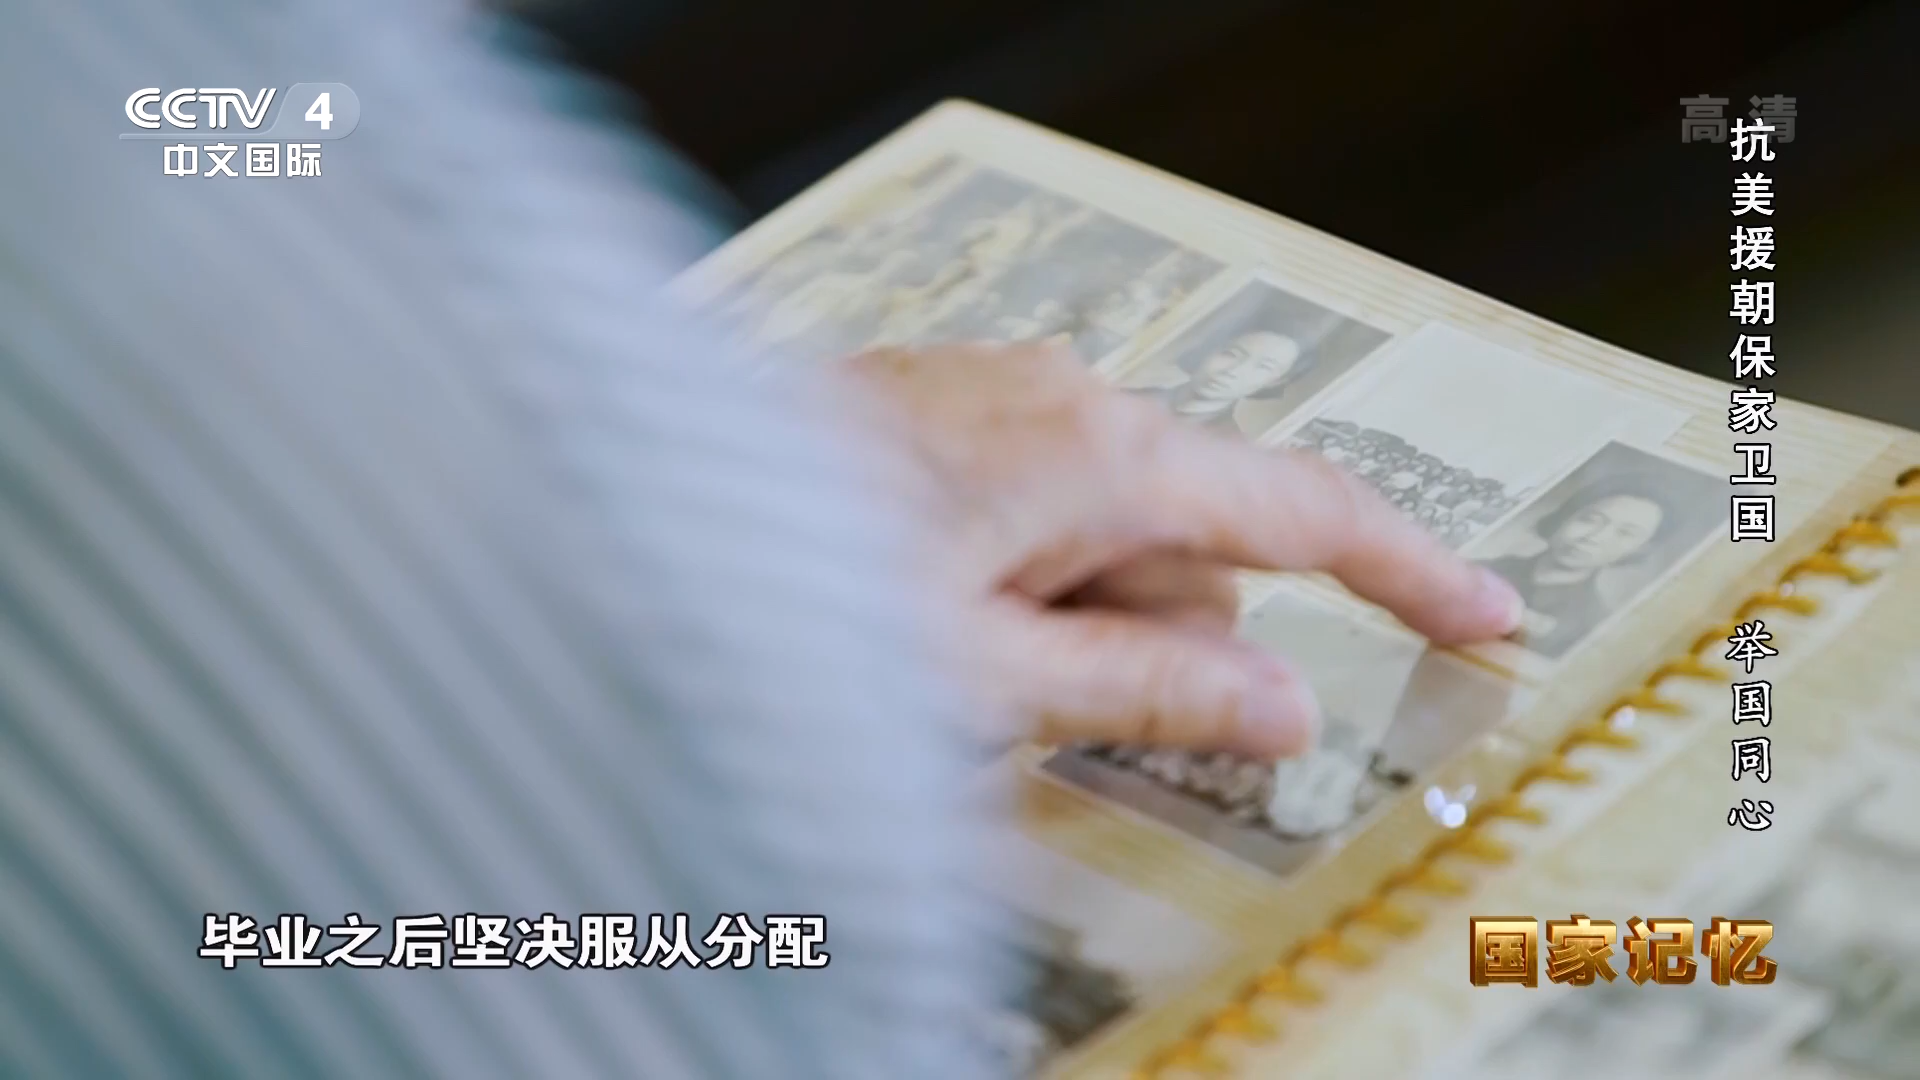 CCTV 4
中文国际
高清
抗美援朝保家卫国 举国同心
毕业之后坚决服从分配
国家记忆